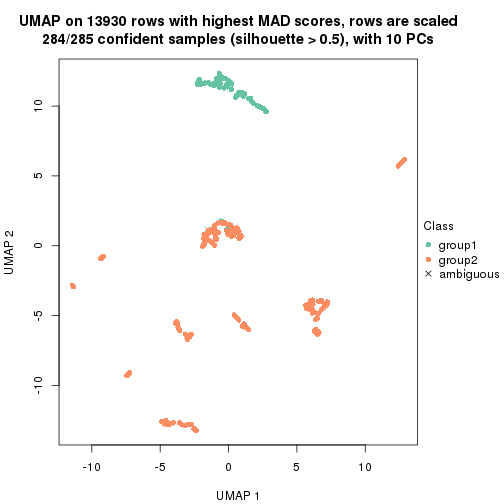 UMAP on 13930 rows with highest MAD scores, rows are scaled
284/285 confident samples (silhouette > 0.5), with 10 PCs
10
5
0
-5
-10
UMAP 2
-10
-5
0
5
10
UMAP 1
Class
group1
group2
ambiguous